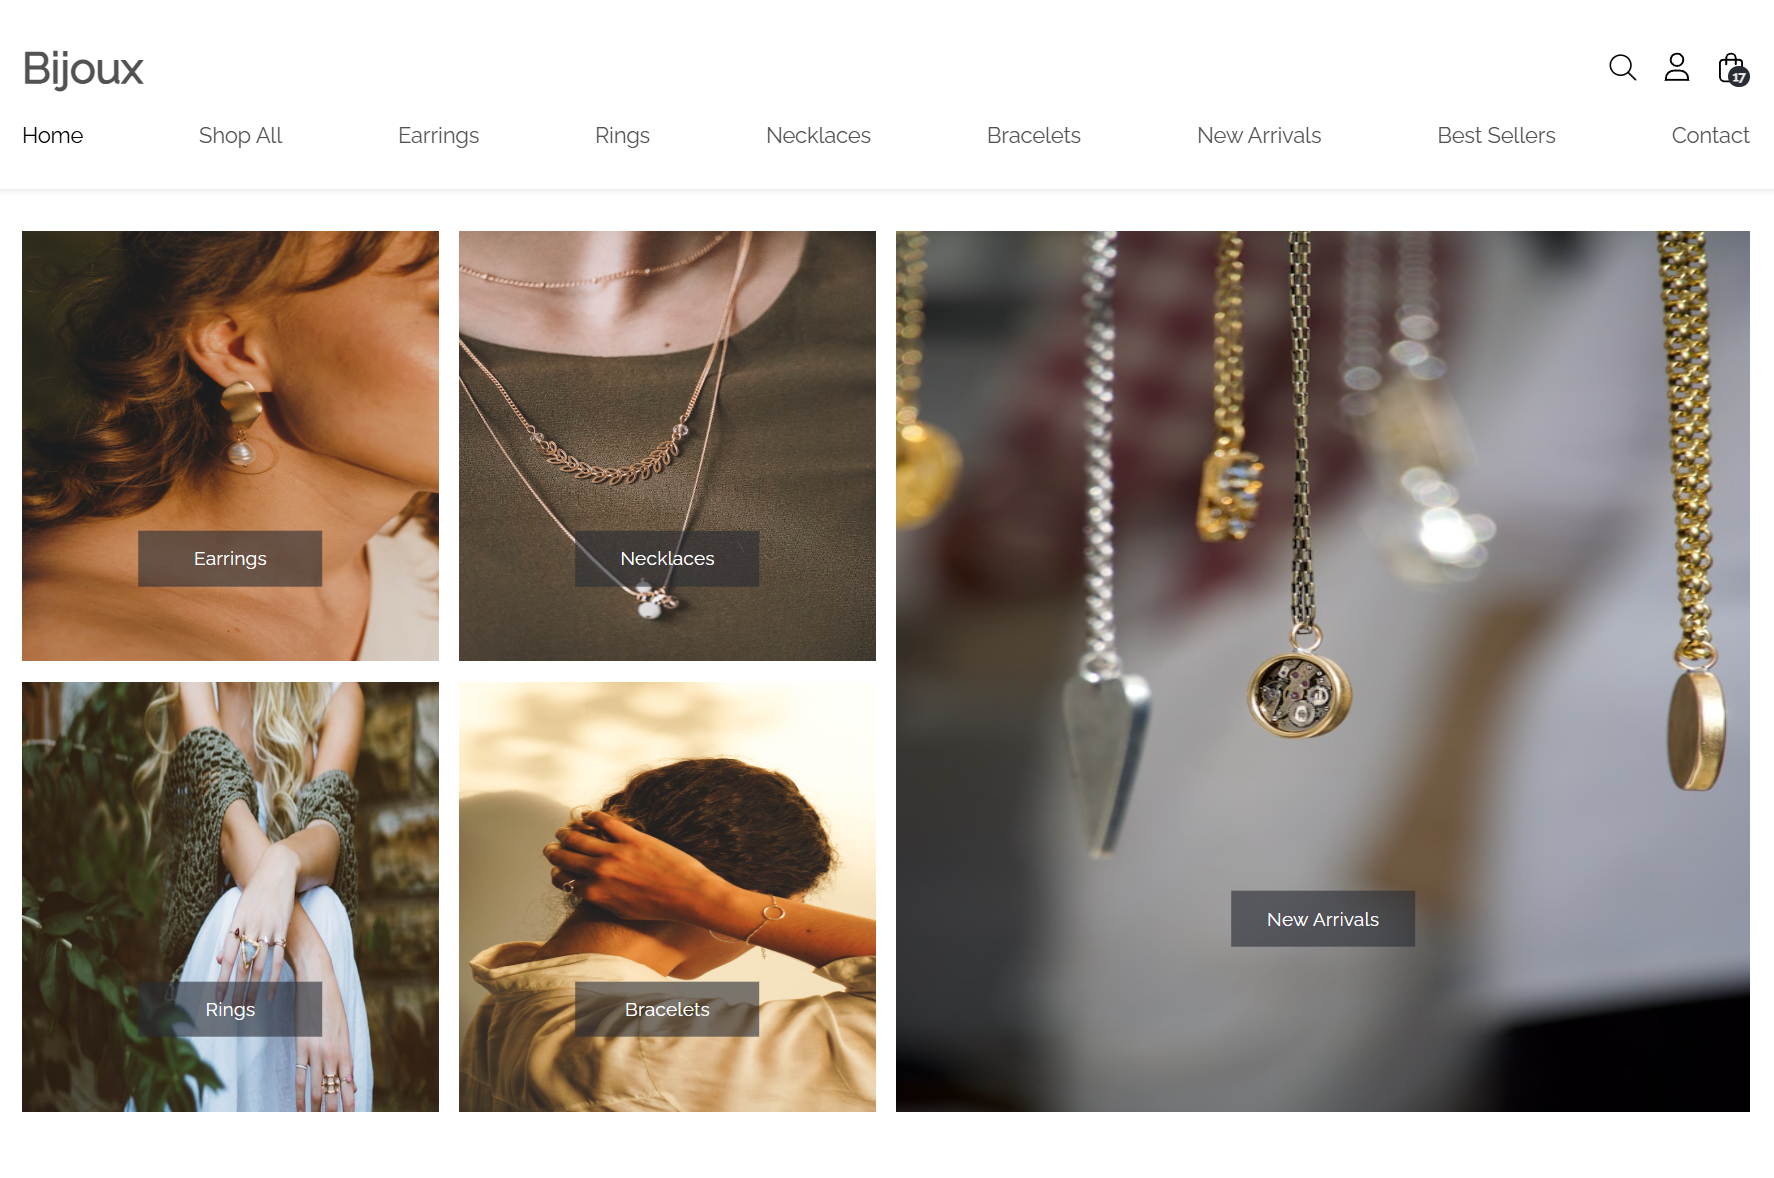 Bijoux
17
Home Shop All Earrings Rings Necklaces Bracelets New Arrivals Best Sellers Contact
Earrings
Necklaces
Rings
Bracelets
New Arrivals